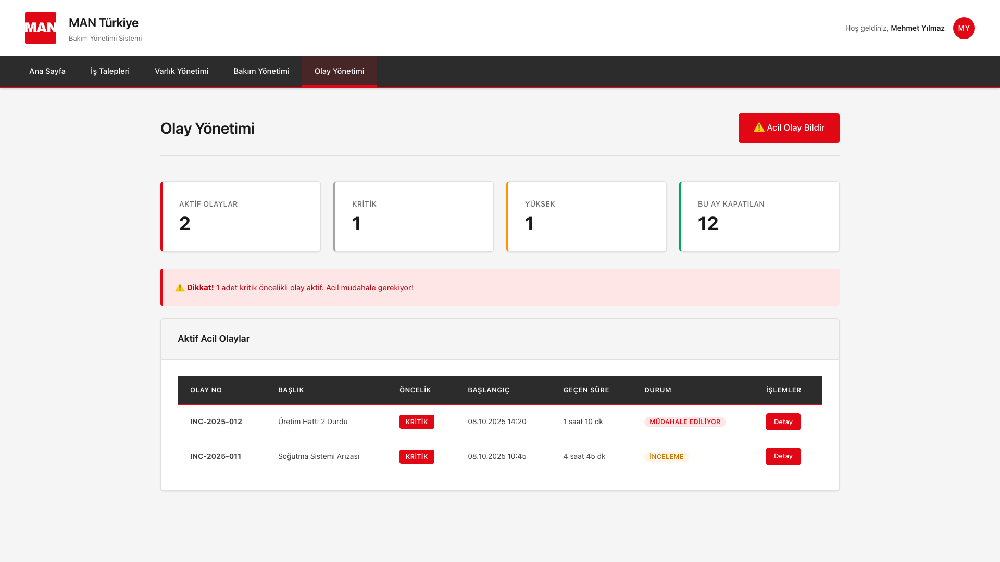 MAN
MAN Türkiye
Bakım Yönetimi Sistemi
Hoş geldiniz, Mehmet Yılmaz
MY
Ana Sayfa
İş Talepleri
Varlık Yönetimi
Bakım Yönetimi
Olay Yönetimi
Olay Yönetimi
⚠️ Acil Olay Bildir
AKTİF OLAYLAR
2
KRİTİK
1
YÜKSEK
1
BU AY KAPATILAN
12
⚠️ Dikkat! 1 adet kritik öncelikli olay aktif. Acil müdahale gerekiyor!
Aktif Acil Olaylar
OLAY NO BAŞLIK ÖNCELİK BAŞLANGIÇ GEÇEN SÜRE DURUM İŞLEMLER
INC-2025-012 Üretim Hattı 2 Durdu KRİTİK 08.10.2025 14:20 1 saat 10 dk MÜDAHALE EDİLİYOR Detay
INC-2025-011 Soğutma Sistemi Arızası KRİTİK 08.10.2025 10:45 4 saat 45 dk İNCELEME Detay